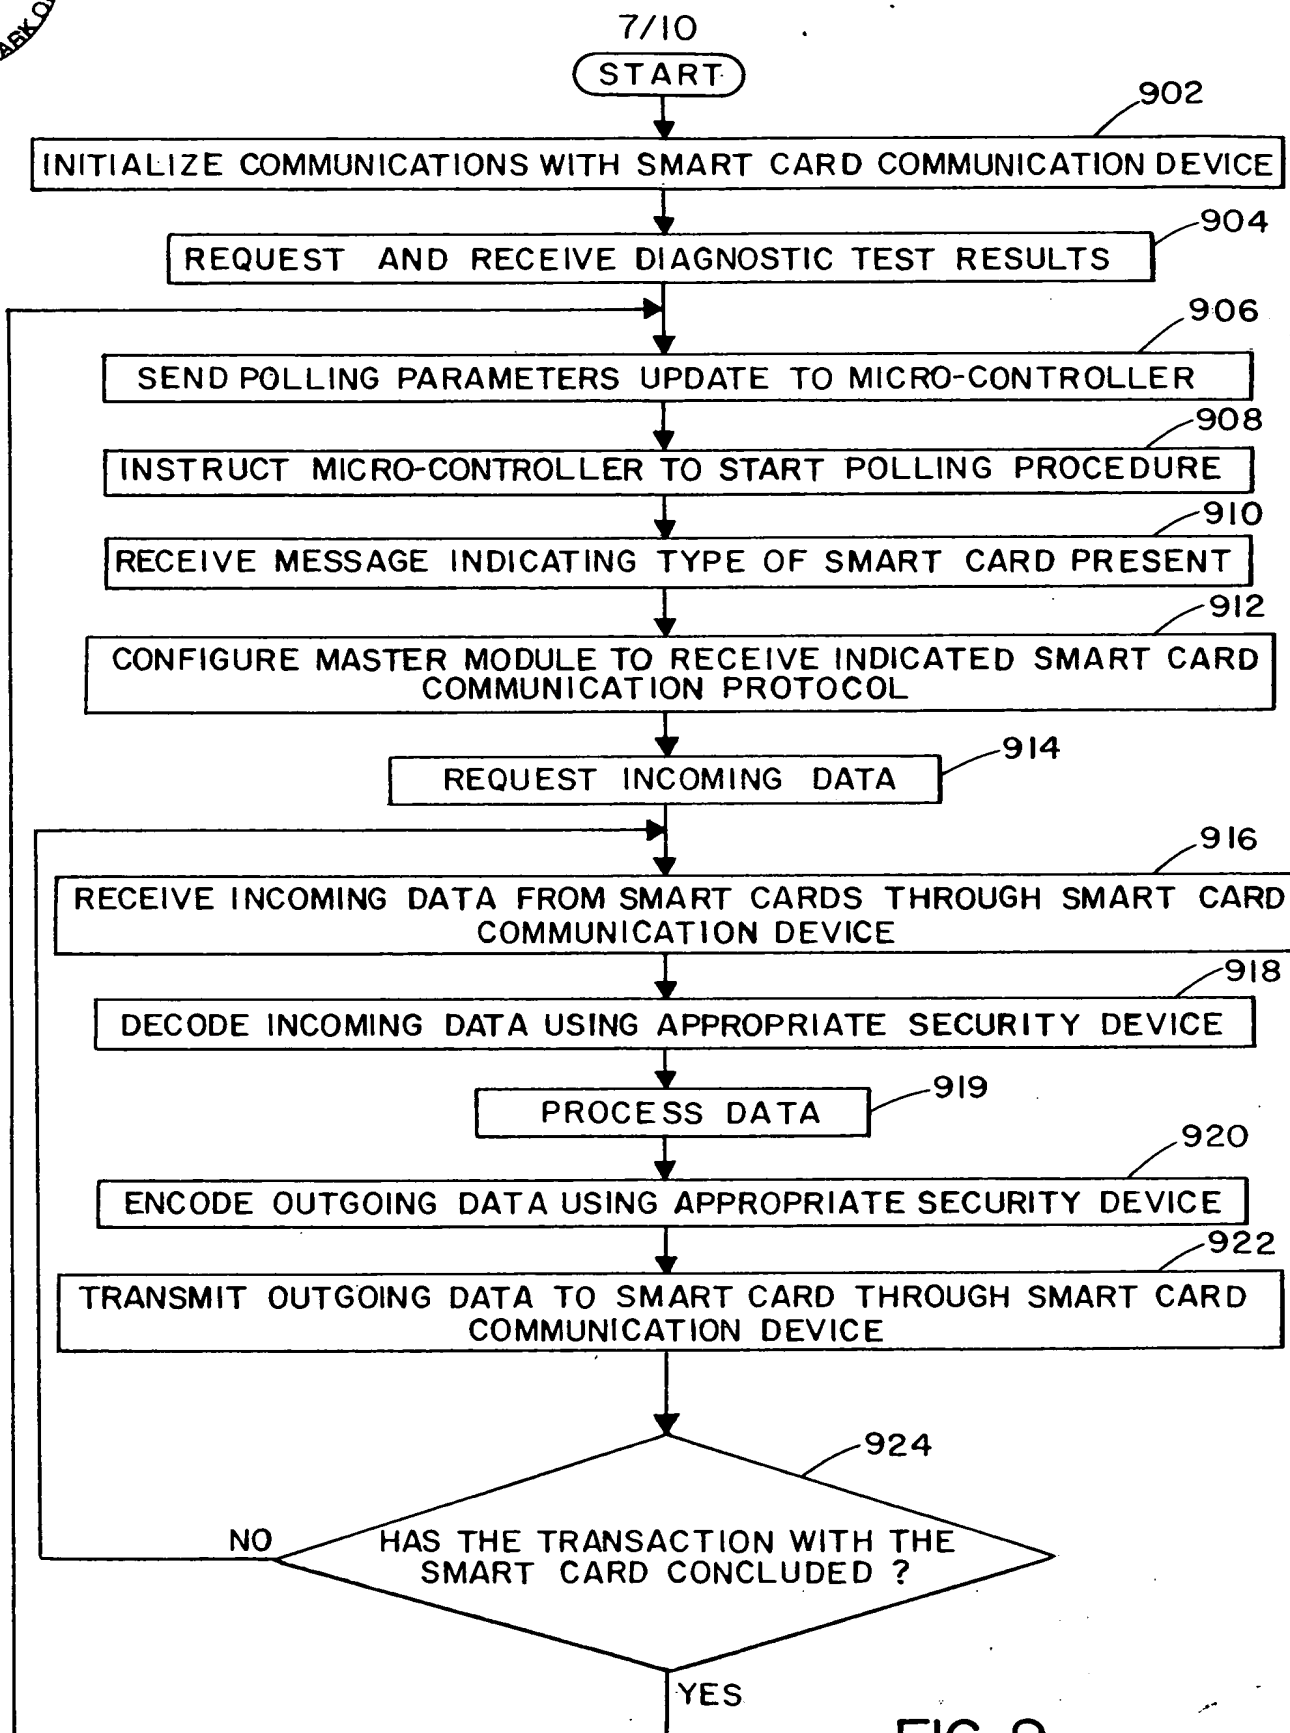 7/10
START
902
INITIALIZE COMMUNICATIONS WITH SMART CARD COMMUNICATION DEVICE
904
REQUEST AND RECEIVE DIAGNOSTIC TEST RESULTS
906
SEND POLLING PARAMETERS UPDATE TO MICRO-CONTROLLER
908
INSTRUCT MICRO-CONTROLLER TO START POLLING PROCEDURE
910
RECEIVE MESSAGE INDICATING TYPE OF SMART CARD PRESENT
912
CONFIGURE MASTER MODULE TO RECEIVE INDICATED SMART CARD
COMMUNICATION PROTOCOL
914
REQUEST INCOMING DATA
916
RECEIVE INCOMING DATA FROM SMART CARDS THROUGH SMART CARD
COMMUNICATION DEVICE
918
DECODE INCOMING DATA USING APPROPRIATE SECURITY DEVICE
919
PROCESS DATA
920
ENCODE OUTGOING DATA USING APPROPRIATE SECURITY DEVICE
922
TRANSMIT OUTGOING DATA TO SMART CARD THROUGH SMART CARD
COMMUNICATION DEVICE
924
NO
HAS THE TRANSACTION WITH THE
SMART CARD CONCLUDED ?
YES